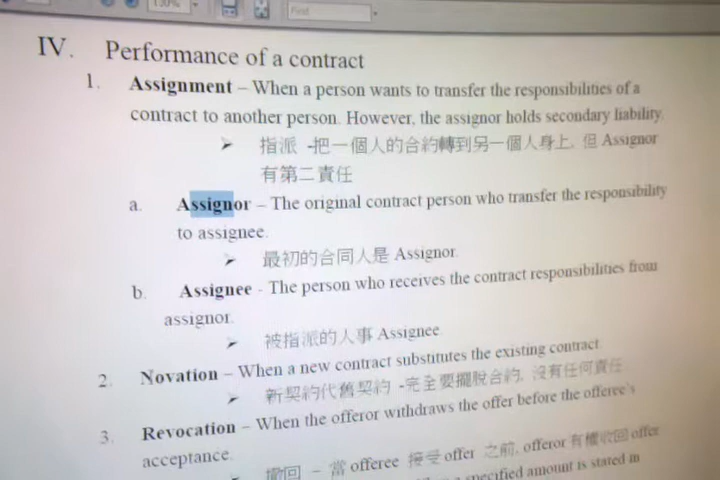 120%
Find
IV. Performance of a contract
1. Assignment – When a person wants to transfer the responsibilities of a
contract to another person. However, the assignor holds secondary liability.
➤ 指派 -把一個人的合約轉到另一個人身上, 但 Assignor
有第二責任
a. Assignor – The original contract person who transfer the responsibility
to assignee.
➤ 最初的合同人是 Assignor.
b. Assignee - The person who receives the contract responsibilities from
assignor.
➤ 被指派的人事 Assignee.
2. Novation – When a new contract substitutes the existing contract.
➤ 新契約代舊契約 -完全要擺脫合約, 沒有任何責任
3. Revocation – When the offeror withdraws the offer before the offeree's
acceptance.
➤ 撤回 – 當 offeree 接受 offer 之前, offeror 有權收回 offer
specified amount is stated in